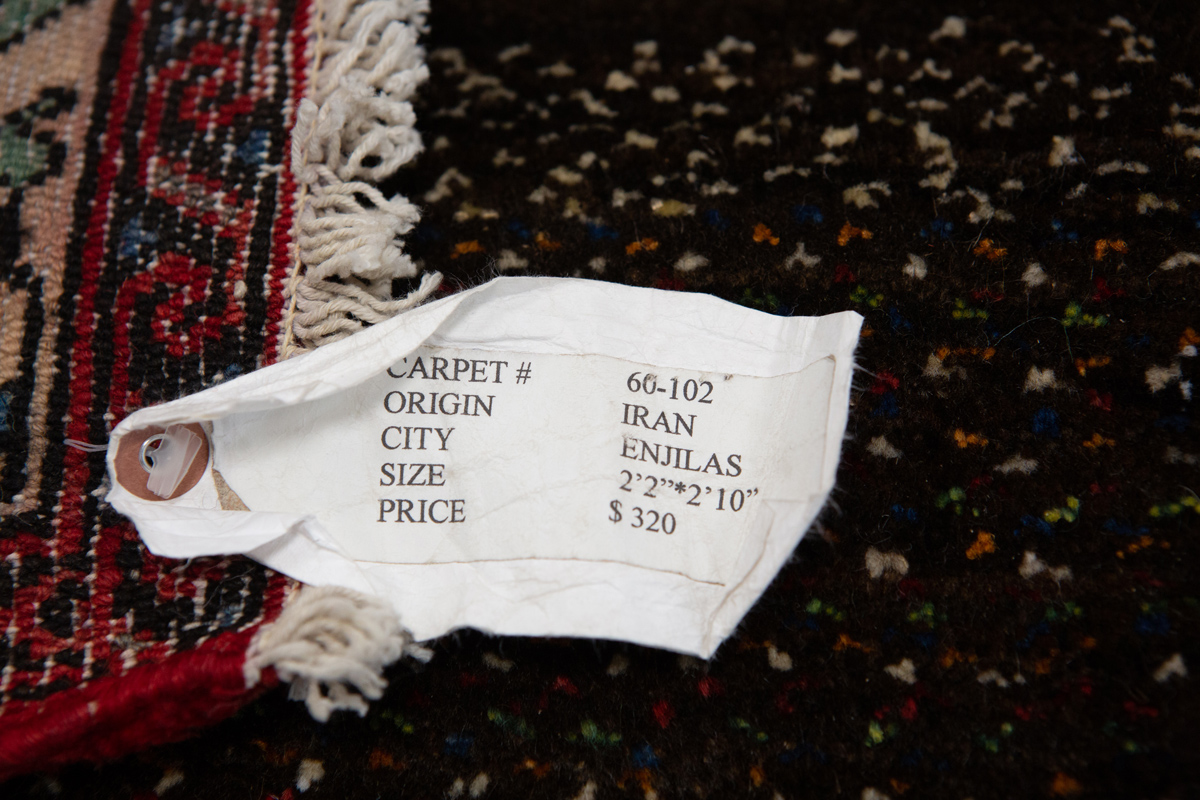 CARPET # 60-102
ORIGIN IRAN
CITY ENJILAS
SIZE 2'2”*2’10”
PRICE $ 320